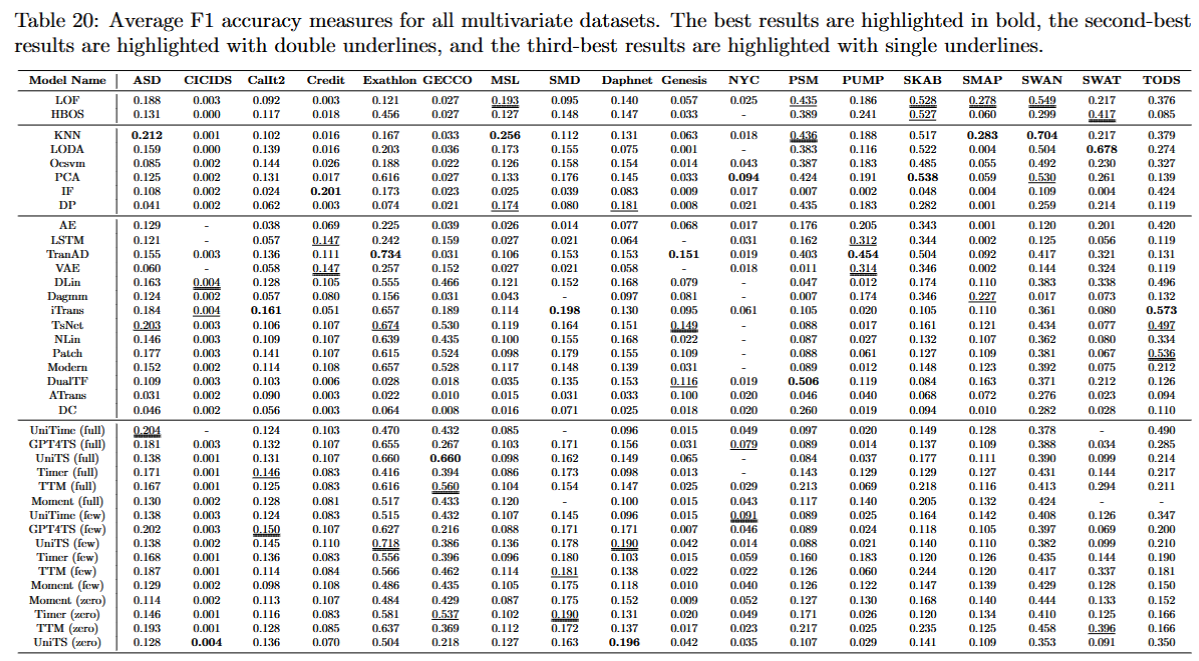 Table 20: Average F1 accuracy measures for all multivariate datasets. The best results are highlighted in bold, the second-best
results are highlighted with double underlines, and the third-best results are highlighted with single underlines.
Model Name ASD CICIDS CalIt2 Credit Exathlon GECCO MSL SMD Daphnet Genesis NYC PSM PUMP SKAB SMAP SWAN SWAT TODS
LOF 0.188 0.003 0.092 0.003 0.121 0.027 0.193 0.095 0.140 0.057 0.025 0.435 0.186 0.528 0.278 0.549 0.217 0.376
HBOS 0.131 0.000 0.117 0.018 0.456 0.027 0.127 0.148 0.147 0.033 - 0.389 0.241 0.527 0.060 0.299 0.417 0.085
KNN 0.212 0.001 0.102 0.016 0.167 0.033 0.256 0.112 0.131 0.063 0.018 0.436 0.188 0.517 0.283 0.704 0.217 0.379
LODA 0.159 0.000 0.139 0.016 0.203 0.036 0.173 0.155 0.075 0.001 - 0.383 0.116 0.522 0.004 0.504 0.678 0.274
Ocsvm 0.085 0.002 0.144 0.026 0.188 0.022 0.126 0.158 0.154 0.014 0.043 0.387 0.183 0.485 0.055 0.492 0.230 0.327
PCA 0.125 0.002 0.131 0.017 0.616 0.027 0.133 0.176 0.145 0.033 0.094 0.424 0.191 0.538 0.059 0.530 0.261 0.139
IF 0.108 0.002 0.024 0.201 0.173 0.023 0.025 0.039 0.083 0.009 0.017 0.007 0.002 0.048 0.004 0.109 0.004 0.424
DP 0.041 0.002 0.062 0.003 0.074 0.021 0.174 0.080 0.181 0.008 0.021 0.435 0.183 0.282 0.001 0.259 0.214 0.119
AE 0.129 - 0.038 0.069 0.225 0.039 0.026 0.014 0.077 0.068 0.017 0.176 0.205 0.343 0.001 0.120 0.201 0.420
LSTM 0.121 - 0.057 0.147 0.242 0.159 0.027 0.021 0.064 - 0.031 0.162 0.312 0.344 0.002 0.125 0.056 0.119
TranAD 0.155 0.003 0.136 0.111 0.734 0.031 0.106 0.153 0.153 0.151 0.019 0.403 0.454 0.504 0.092 0.417 0.321 0.131
VAE 0.060 - 0.058 0.147 0.257 0.152 0.027 0.021 0.058 - 0.018 0.011 0.314 0.346 0.002 0.144 0.324 0.119
DLin 0.163 0.004 0.128 0.105 0.555 0.466 0.121 0.152 0.168 0.079 - 0.047 0.012 0.174 0.110 0.383 0.338 0.496
Dagmm 0.124 0.002 0.057 0.080 0.156 0.031 0.043 - 0.097 0.081 - 0.007 0.174 0.346 0.227 0.017 0.073 0.132
iTrans 0.184 0.004 0.161 0.051 0.657 0.189 0.114 0.198 0.130 0.095 0.061 0.105 0.020 0.105 0.110 0.361 0.080 0.573
TsNet 0.203 0.003 0.106 0.107 0.674 0.530 0.119 0.164 0.151 0.149 - 0.088 0.017 0.161 0.121 0.434 0.077 0.497
NLin 0.146 0.003 0.109 0.107 0.639 0.435 0.100 0.155 0.168 0.022 - 0.087 0.027 0.132 0.107 0.362 0.080 0.334
Patch 0.177 0.003 0.141 0.107 0.615 0.524 0.098 0.179 0.155 0.109 - 0.088 0.061 0.127 0.109 0.381 0.067 0.536
Modern 0.152 0.002 0.114 0.108 0.657 0.528 0.117 0.148 0.139 0.031 - 0.089 0.012 0.148 0.123 0.392 0.075 0.212
DualTF 0.109 0.003 0.103 0.006 0.028 0.018 0.035 0.135 0.153 0.116 0.019 0.506 0.119 0.084 0.163 0.371 0.212 0.126
ATrans 0.031 0.002 0.090 0.003 0.022 0.010 0.015 0.031 0.033 0.100 0.020 0.046 0.040 0.068 0.072 0.276 0.023 0.094
DC 0.046 0.002 0.056 0.003 0.064 0.008 0.016 0.071 0.025 0.018 0.020 0.260 0.019 0.094 0.010 0.282 0.028 0.110
UniTime (full) 0.204 - 0.124 0.103 0.470 0.432 0.085 - 0.096 0.015 0.049 0.097 0.020 0.149 0.128 0.378 - 0.490
GPT4TS (full) 0.181 0.003 0.132 0.107 0.655 0.267 0.103 0.171 0.156 0.031 0.079 0.089 0.014 0.137 0.109 0.388 0.034 0.285
UniTS (full) 0.138 0.001 0.131 0.107 0.660 0.660 0.098 0.162 0.149 0.065 - 0.084 0.037 0.177 0.111 0.390 0.099 0.214
Timer (full) 0.171 0.001 0.146 0.083 0.416 0.394 0.086 0.173 0.098 0.013 - 0.143 0.129 0.129 0.127 0.431 0.144 0.217
TTM (full) 0.167 0.001 0.125 0.083 0.616 0.560 0.104 0.154 0.147 0.025 0.029 0.213 0.069 0.218 0.116 0.413 0.294 0.211
Moment (full) 0.130 0.002 0.128 0.081 0.517 0.433 0.120 - 0.100 0.015 0.043 0.117 0.140 0.205 0.132 0.424 - -
UniTime (few) 0.138 0.003 0.124 0.083 0.515 0.432 0.107 0.145 0.096 0.015 0.091 0.089 0.025 0.164 0.142 0.408 0.126 0.347
GPT4TS (few) 0.202 0.003 0.150 0.107 0.627 0.216 0.088 0.171 0.171 0.007 0.046 0.089 0.024 0.118 0.105 0.397 0.069 0.200
UniTS (few) 0.138 0.002 0.145 0.110 0.718 0.386 0.136 0.178 0.190 0.042 0.014 0.088 0.021 0.140 0.110 0.382 0.099 0.210
Timer (few) 0.168 0.001 0.136 0.083 0.556 0.396 0.096 0.180 0.103 0.015 0.059 0.160 0.183 0.120 0.126 0.435 0.144 0.190
TTM (few) 0.187 0.001 0.114 0.084 0.566 0.462 0.114 0.181 0.138 0.022 0.022 0.126 0.060 0.244 0.120 0.417 0.337 0.181
Moment (few) 0.129 0.002 0.098 0.108 0.486 0.435 0.105 0.175 0.118 0.010 0.040 0.126 0.122 0.147 0.139 0.429 0.128 0.150
Moment (zero) 0.114 0.002 0.113 0.107 0.484 0.429 0.087 0.175 0.152 0.009 0.052 0.127 0.130 0.168 0.140 0.444 0.133 0.152
Timer (zero) 0.146 0.001 0.116 0.083 0.581 0.537 0.102 0.190 0.131 0.020 0.049 0.171 0.026 0.120 0.134 0.410 0.125 0.166
TTM (zero) 0.193 0.001 0.128 0.085 0.637 0.369 0.112 0.172 0.137 0.017 0.023 0.217 0.025 0.235 0.125 0.458 0.396 0.166
UniTS (zero) 0.128 0.004 0.136 0.070 0.504 0.218 0.127 0.163 0.196 0.042 0.035 0.107 0.029 0.141 0.109 0.353 0.091 0.350